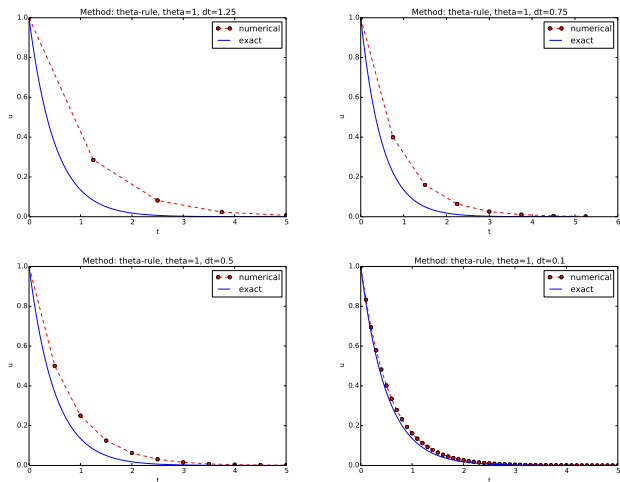 Method: theta-rule, theta=1, dt=1.25
1.0
0.8
0.6
0.4
0.2
0.0
u
numerical
exact
0 1 2 3 4 5
t
Method: theta-rule, theta=1, dt=0.75
1.0
0.8
0.6
0.4
0.2
0.0
u
numerical
exact
0 1 2 3 4 5 6
t
Method: theta-rule, theta=1, dt=0.5
1.0
0.8
0.6
0.4
0.2
0.0
u
numerical
exact
0 1 2 3 4 5
t
Method: theta-rule, theta=1, dt=0.1
1.0
0.8
0.6
0.4
0.2
0.0
u
numerical
exact
0 1 2 3 4 5 6
t